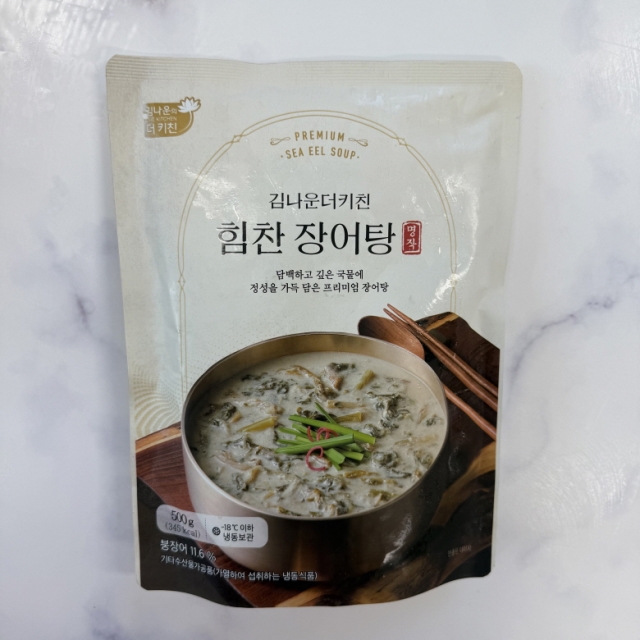 김나운
더키친
PREMIUM
SEA EEL SOUP
김나운더키친
힘찬 장어탕 명작
담백하고 깊은 국물에
정성을 가득 담은 프리미엄 장어탕
500g
(345 kcal)
-18℃ 이하
냉동보관
붕장어 11.6%
기타수산물가공품(가열하여 섭취하는 냉동식품)